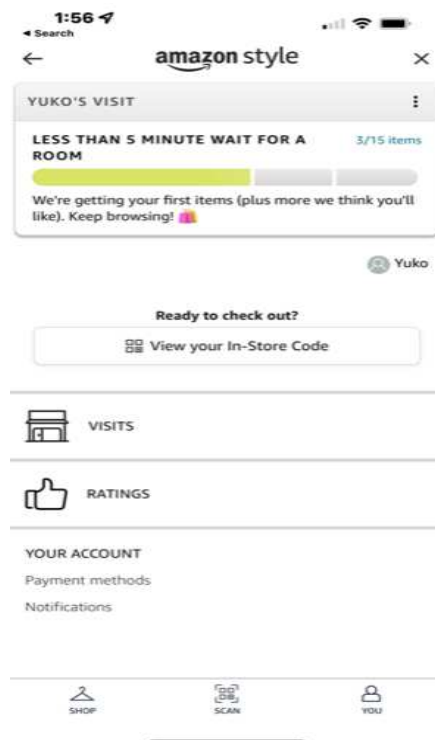 1:56
◂ Search
amazon style
YUKO'S VISIT
LESS THAN 5 MINUTE WAIT FOR A
ROOM
3/15 items
We're getting your first items (plus more we think you'll
like). Keep browsing! 🛍️
Yuko
Ready to check out?
View your In-Store Code
VISITS
RATINGS
YOUR ACCOUNT
Payment methods
Notifications
SHOP
SCAN
YOU